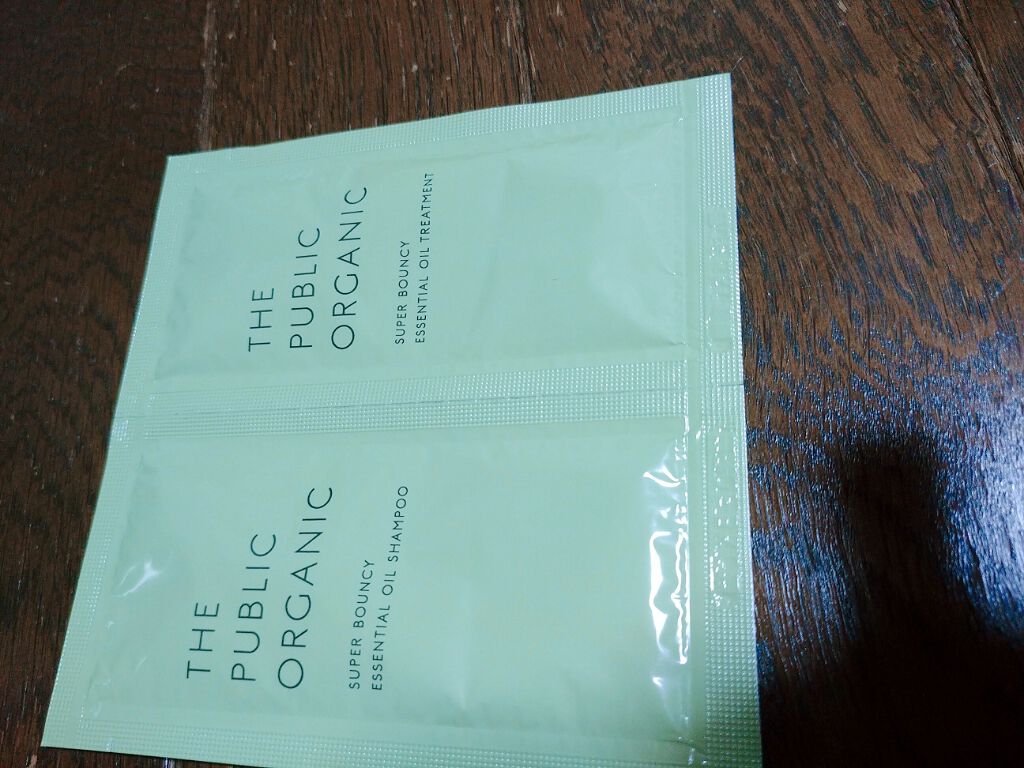 THE
PUBLIC
ORGANIC
SUPER BOUNCY
ESSENTIAL OIL SHAMPOO
THE
PUBLIC
ORGANIC
SUPER BOUNCY
ESSENTIAL OIL TREATMENT